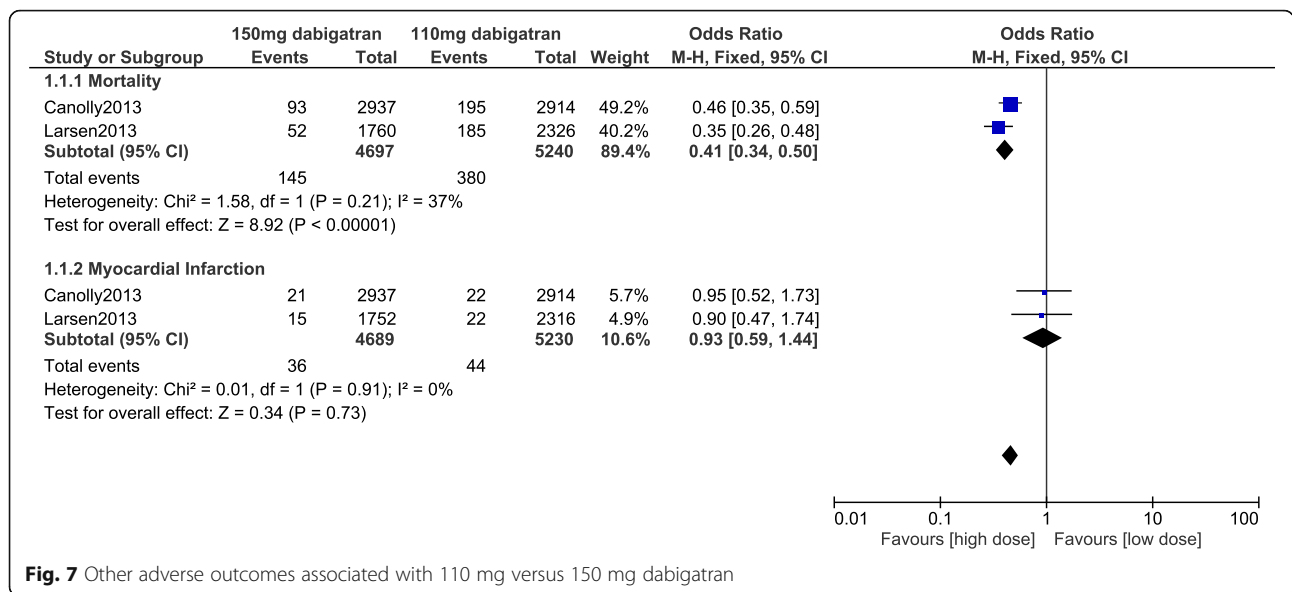 150mg dabigatran 110mg dabigatran Odds Ratio Odds Ratio
Study or Subgroup Events Total Events Total Weight M-H, Fixed, 95% CI M-H, Fixed, 95% CI
1.1.1 Mortality
Canolly2013 93 2937 195 2914 49.2% 0.46 [0.35, 0.59]
Larsen2013 52 1760 185 2326 40.2% 0.35 [0.26, 0.48]
Subtotal (95% CI) 4697 5240 89.4% 0.41 [0.34, 0.50]
Total events 145 380
Heterogeneity: Chi² = 1.58, df = 1 (P = 0.21); I² = 37%
Test for overall effect: Z = 8.92 (P < 0.00001)
1.1.2 Myocardial Infarction
Canolly2013 21 2937 22 2914 5.7% 0.95 [0.52, 1.73]
Larsen2013 15 1752 22 2316 4.9% 0.90 [0.47, 1.74]
Subtotal (95% CI) 4689 5230 10.6% 0.93 [0.59, 1.44]
Total events 36 44
Heterogeneity: Chi² = 0.01, df = 1 (P = 0.91); I² = 0%
Test for overall effect: Z = 0.34 (P = 0.73)
0.01 0.1 1 10 100
Favours [high dose] Favours [low dose]
Fig. 7 Other adverse outcomes associated with 110 mg versus 150 mg dabigatran